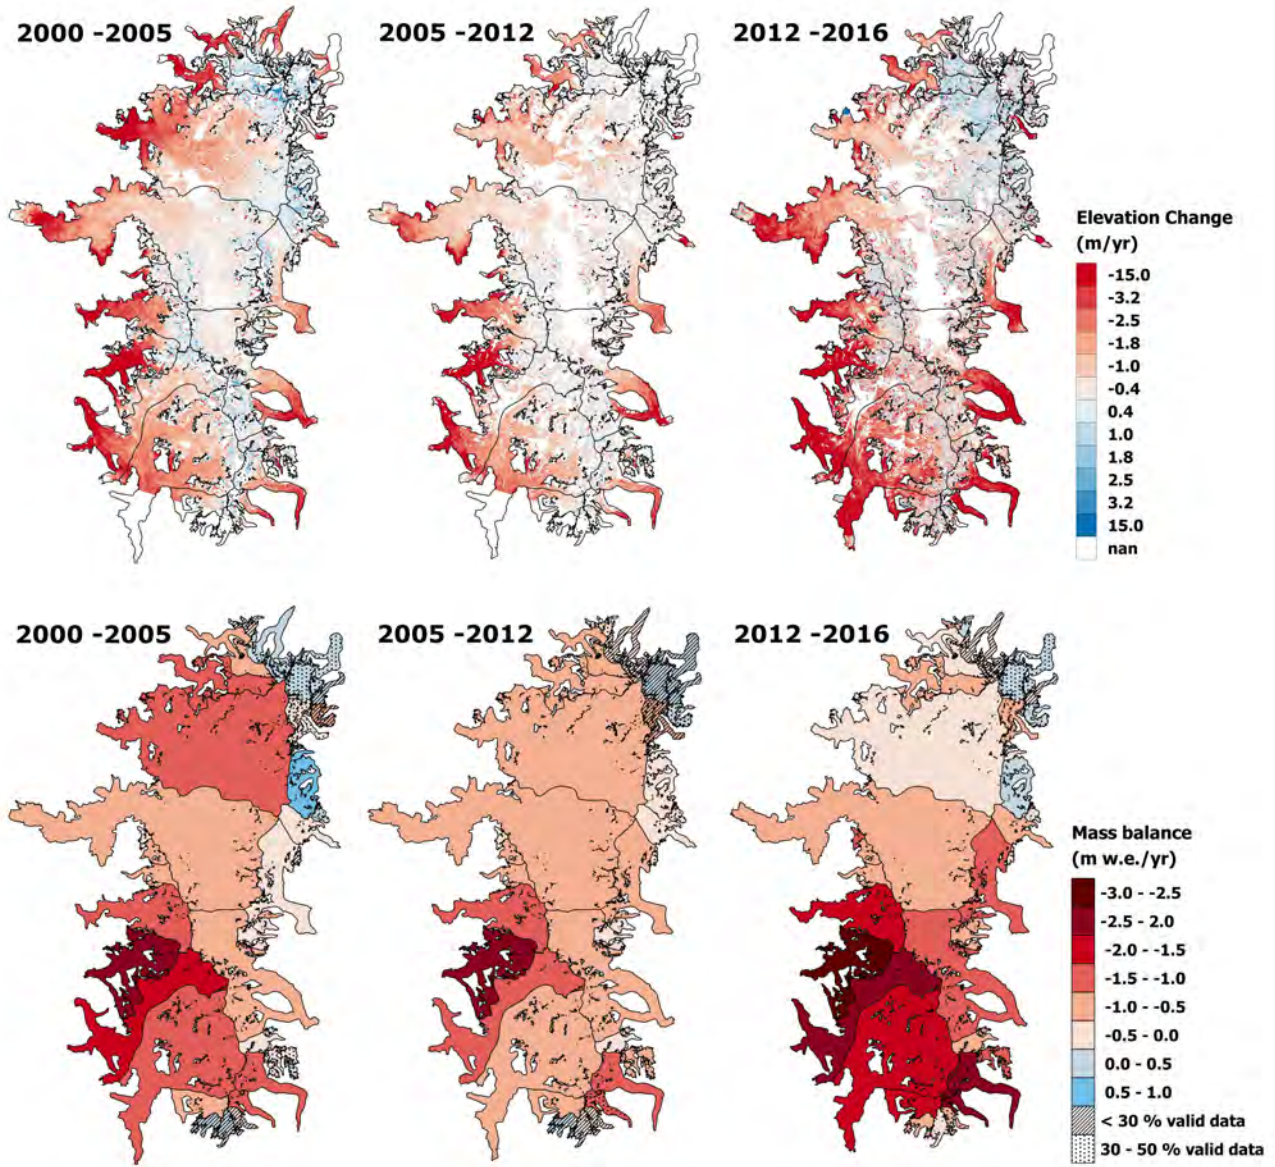 2000 -2005
2005 -2012
2012 -2016
Elevation Change
(m/yr)
-15.0
-3.2
-2.5
-1.8
-1.0
-0.4
0.4
1.0
1.8
2.5
3.2
15.0
nan
2000 -2005
2005 -2012
2012 -2016
Mass balance
(m w.e./yr)
-3.0 - -2.5
-2.5 - 2.0
-2.0 - -1.5
-1.5 - -1.0
-1.0 - -0.5
-0.5 - 0.0
0.0 - 0.5
0.5 - 1.0
< 30 % valid data
30 - 50 % valid data